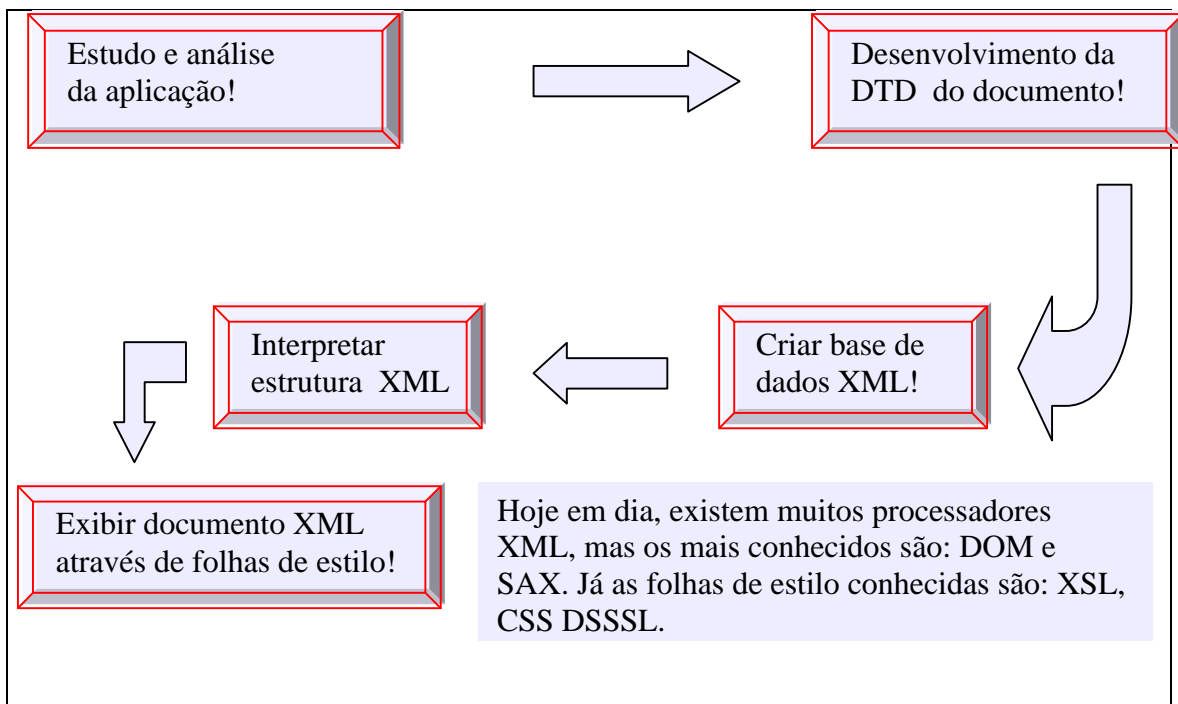 Estudo e análise
da aplicação!
Desenvolvimento da
DTD do documento!
Criar base de
dados XML!
Interpretar
estrutura XML
Exibir documento XML
através de folhas de estilo!
Hoje em dia, existem muitos processadores
XML, mas os mais conhecidos são: DOM e
SAX. Já as folhas de estilo conhecidas são: XSL,
CSS DSSSL.